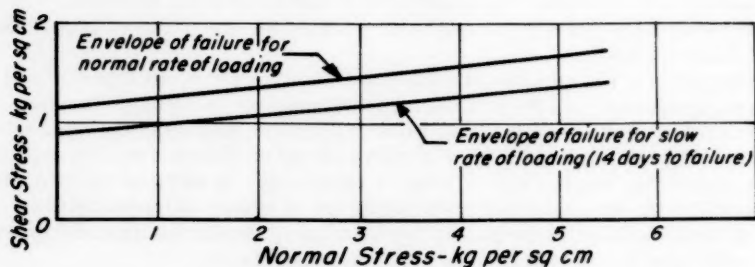 2
Envelope of failure for
normal rate of loading
1
Envelope of failure for slow
rate of loading (14 days to failure)
0
Shear Stress-kg per sq cm
1 2 3 4 5 6
Normal Stress-kg per sq cm